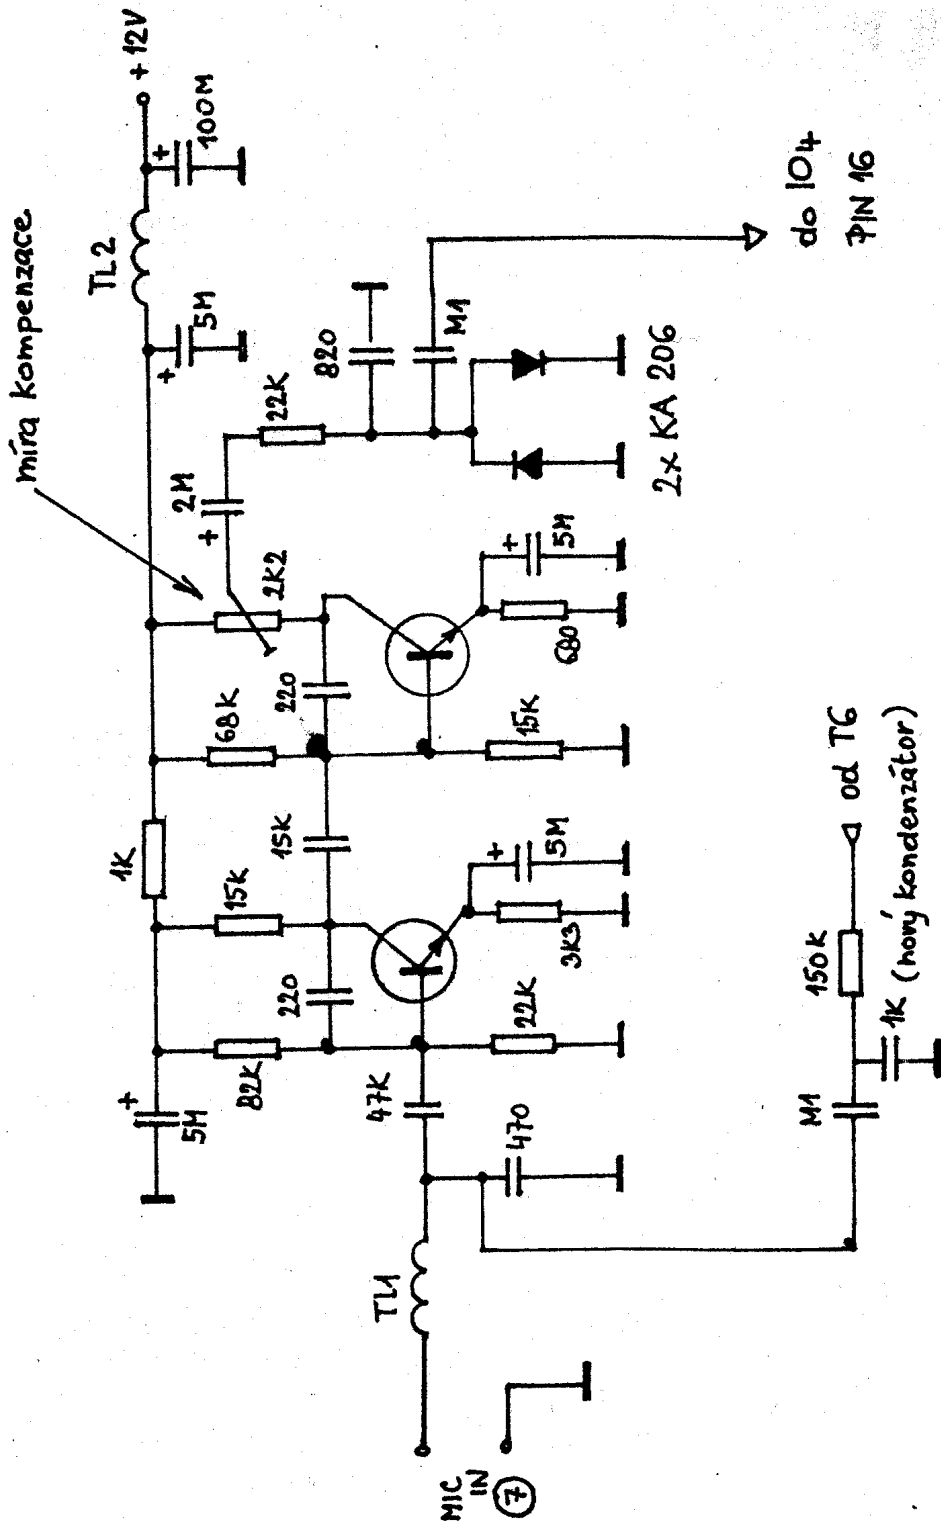 míra kompenzace
+ 12V
+
100M
TL2
+
5M
1K
68K
2K2
+
2M
22K
820
M1
15K
82K
+
5M
220
15K
220
47K
22K
3K3
+
5M
15K
680
+
5M
2x KA 206
do IO4
PIN 16
TL1
470
MIC
IN
7
M1
150K
od T6
1K (nový kondenzátor)